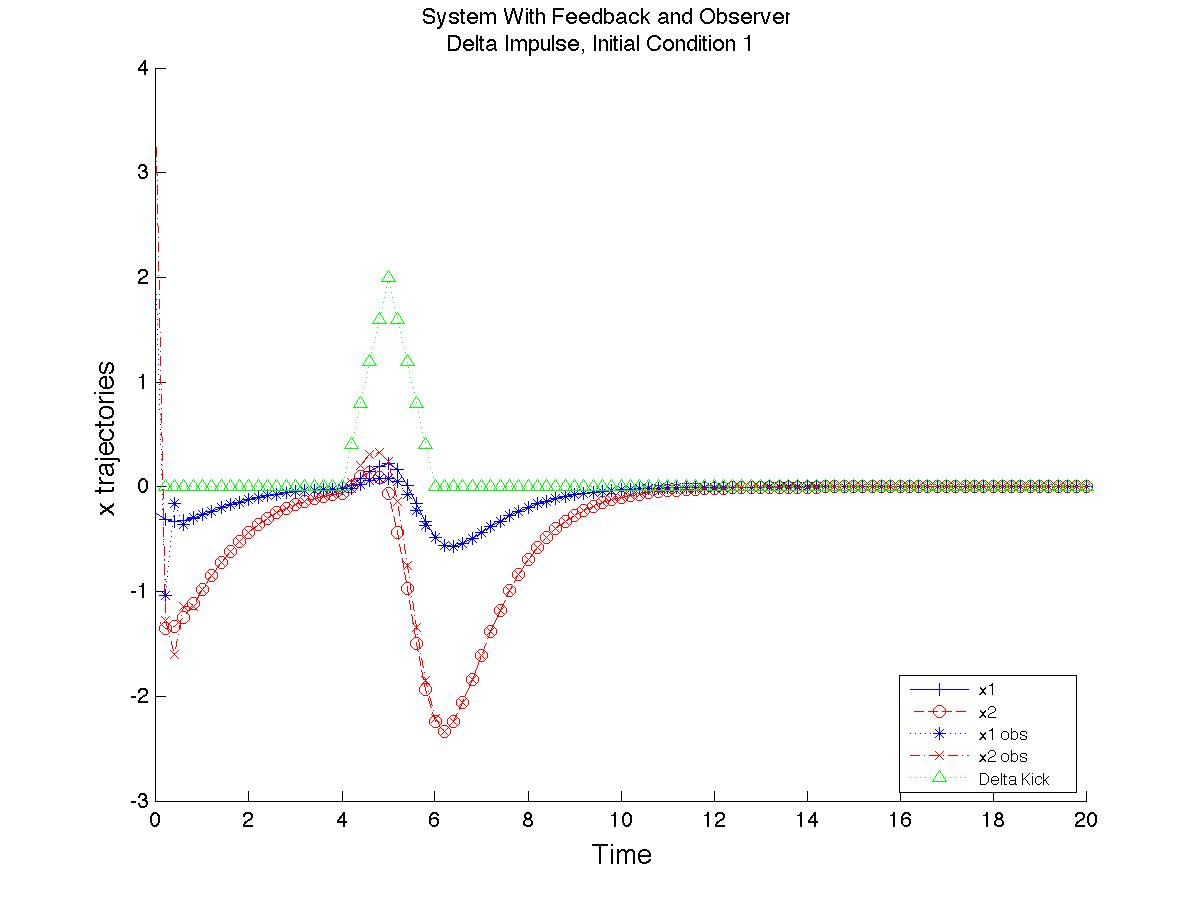 System With Feedback and Observer
Delta Impulse, Initial Condition 1
4
3
2
1
0
-1
-2
-3
x trajectories
0 2 4 6 8 10 12 14 16 18 20
Time
x1
x2
x1 obs
x2 obs
Delta Kick